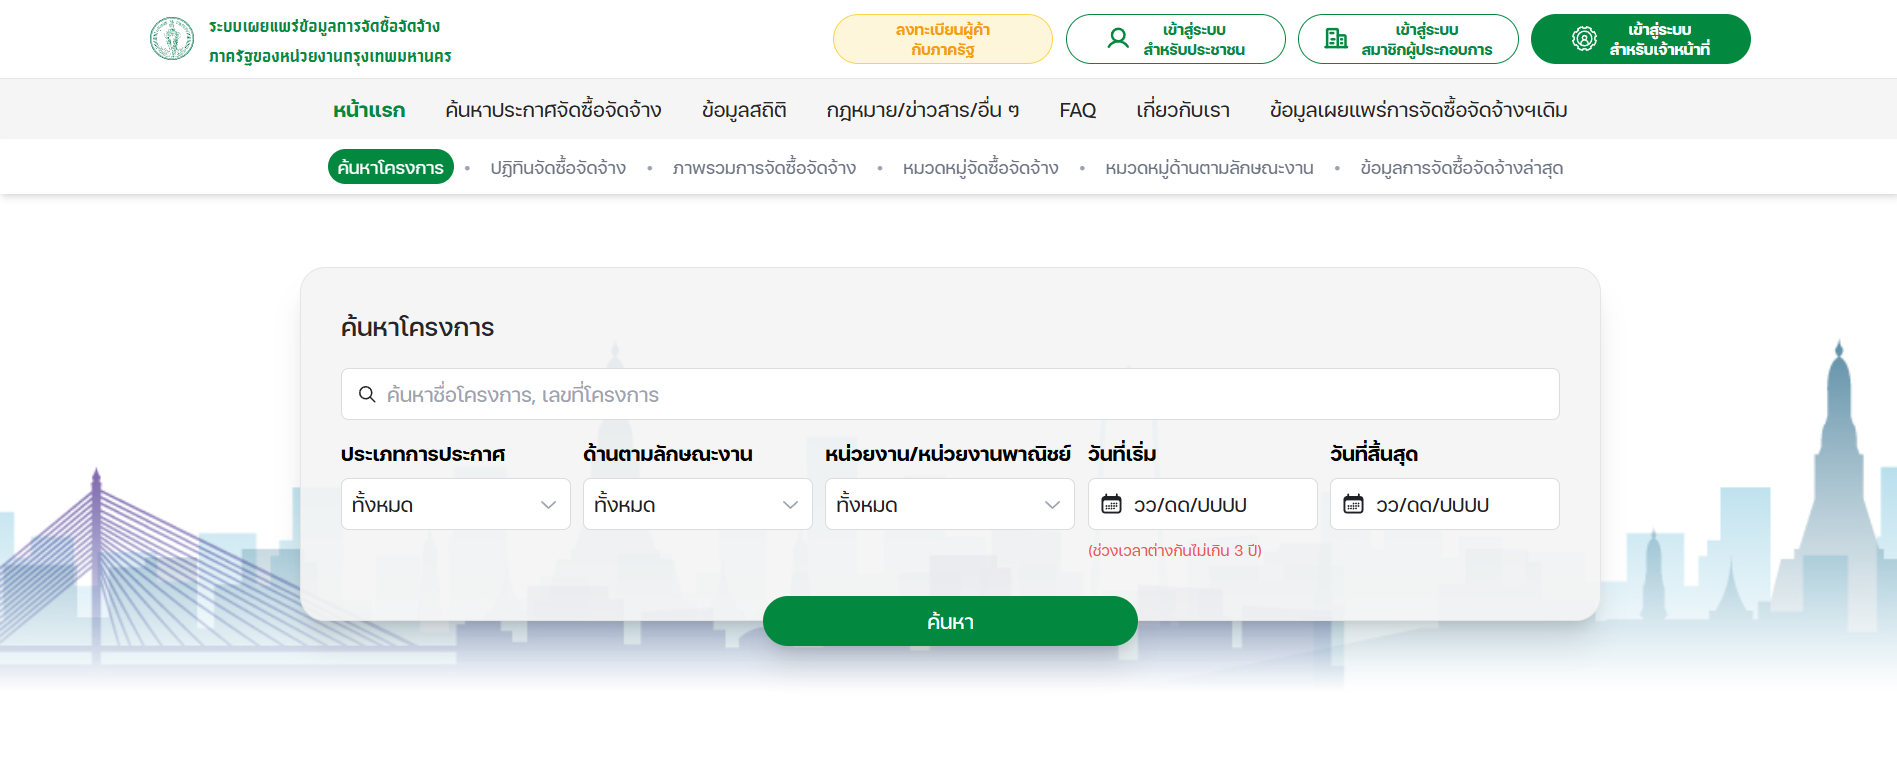 ระบบเผยแพร่ข้อมูลการจัดซื้อจัดจ้าง
ภาครัฐของหน่วยงานกรุงเทพมหานคร
ลงทะเบียนผู้ค้า
กับภาครัฐ
เข้าสู่ระบบ
สำหรับประชาชน
เข้าสู่ระบบ
สมาชิกผู้ประกอบการ
เข้าสู่ระบบ
สำหรับเจ้าหน้าที่
หน้าแรก ค้นหาประกาศจัดซื้อจัดจ้าง ข้อมูลสถิติ กฎหมาย/ข่าวสาร/อื่น ๆ FAQ เกี่ยวกับเรา ข้อมูลเผยแพร่การจัดซื้อจัดจ้างฯเดิม
ค้นหาโครงการ • ปฏิทินจัดซื้อจัดจ้าง • ภาพรวมการจัดซื้อจัดจ้าง • หมวดหมู่จัดซื้อจัดจ้าง • หมวดหมู่ด้านตามลักษณะงาน • ข้อมูลการจัดซื้อจัดจ้างล่าสุด
ค้นหาโครงการ
ค้นหาชื่อโครงการ, เลขที่โครงการ
ประเภทการประกาศ ด้านตามลักษณะงาน หน่วยงาน/หน่วยงานพาณิชย์ วันที่เริ่ม วันที่สิ้นสุด
ทั้งหมด ทั้งหมด ทั้งหมด วว/ดด/ปปปป วว/ดด/ปปปป
(ช่วงเวลาต่างกันไม่เกิน 3 ปี)
ค้นหา